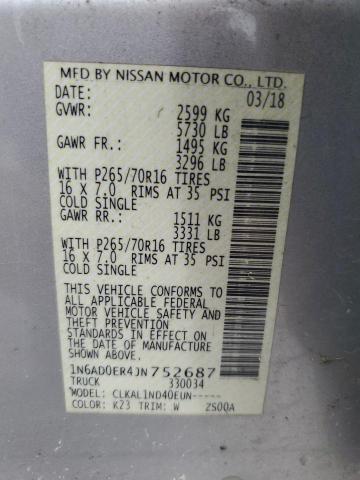 MFD BY NISSAN MOTOR CO., LTD.
DATE: 03/18
GVWR: 2599 KG
5730 LB
GAWR FR.: 1495 KG
3296 LB
WITH P265/70R16 TIRES
16 X 7.0 RIMS AT 35 PSI
COLD SINGLE
GAWR RR.: 1511 KG
3331 LB
WITH P265/70R16 TIRES
16 X 7.0 RIMS AT 35 PSI
COLD SINGLE
THIS VEHICLE CONFORMS TO
ALL APPLICABLE FEDERAL
MOTOR VEHICLE SAFETY AND
THEFT PREVENTION
STANDARDS IN EFFECT ON
THE DATE OF MANUFACTURE
SHOWN ABOVE.
1N6AD0ER4JN752687
TRUCK 330034
MODEL: CLKAL1ND40EUN-----
COLOR: K23 TRIM: W ZS00A